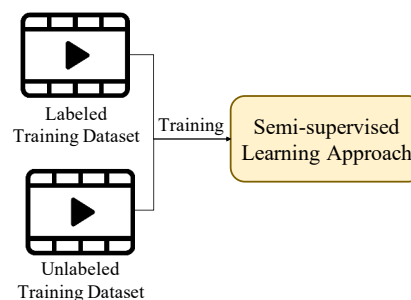 Labeled
Training Dataset
Training
Semi-supervised
Learning Approach
Unlabeled
Training Dataset